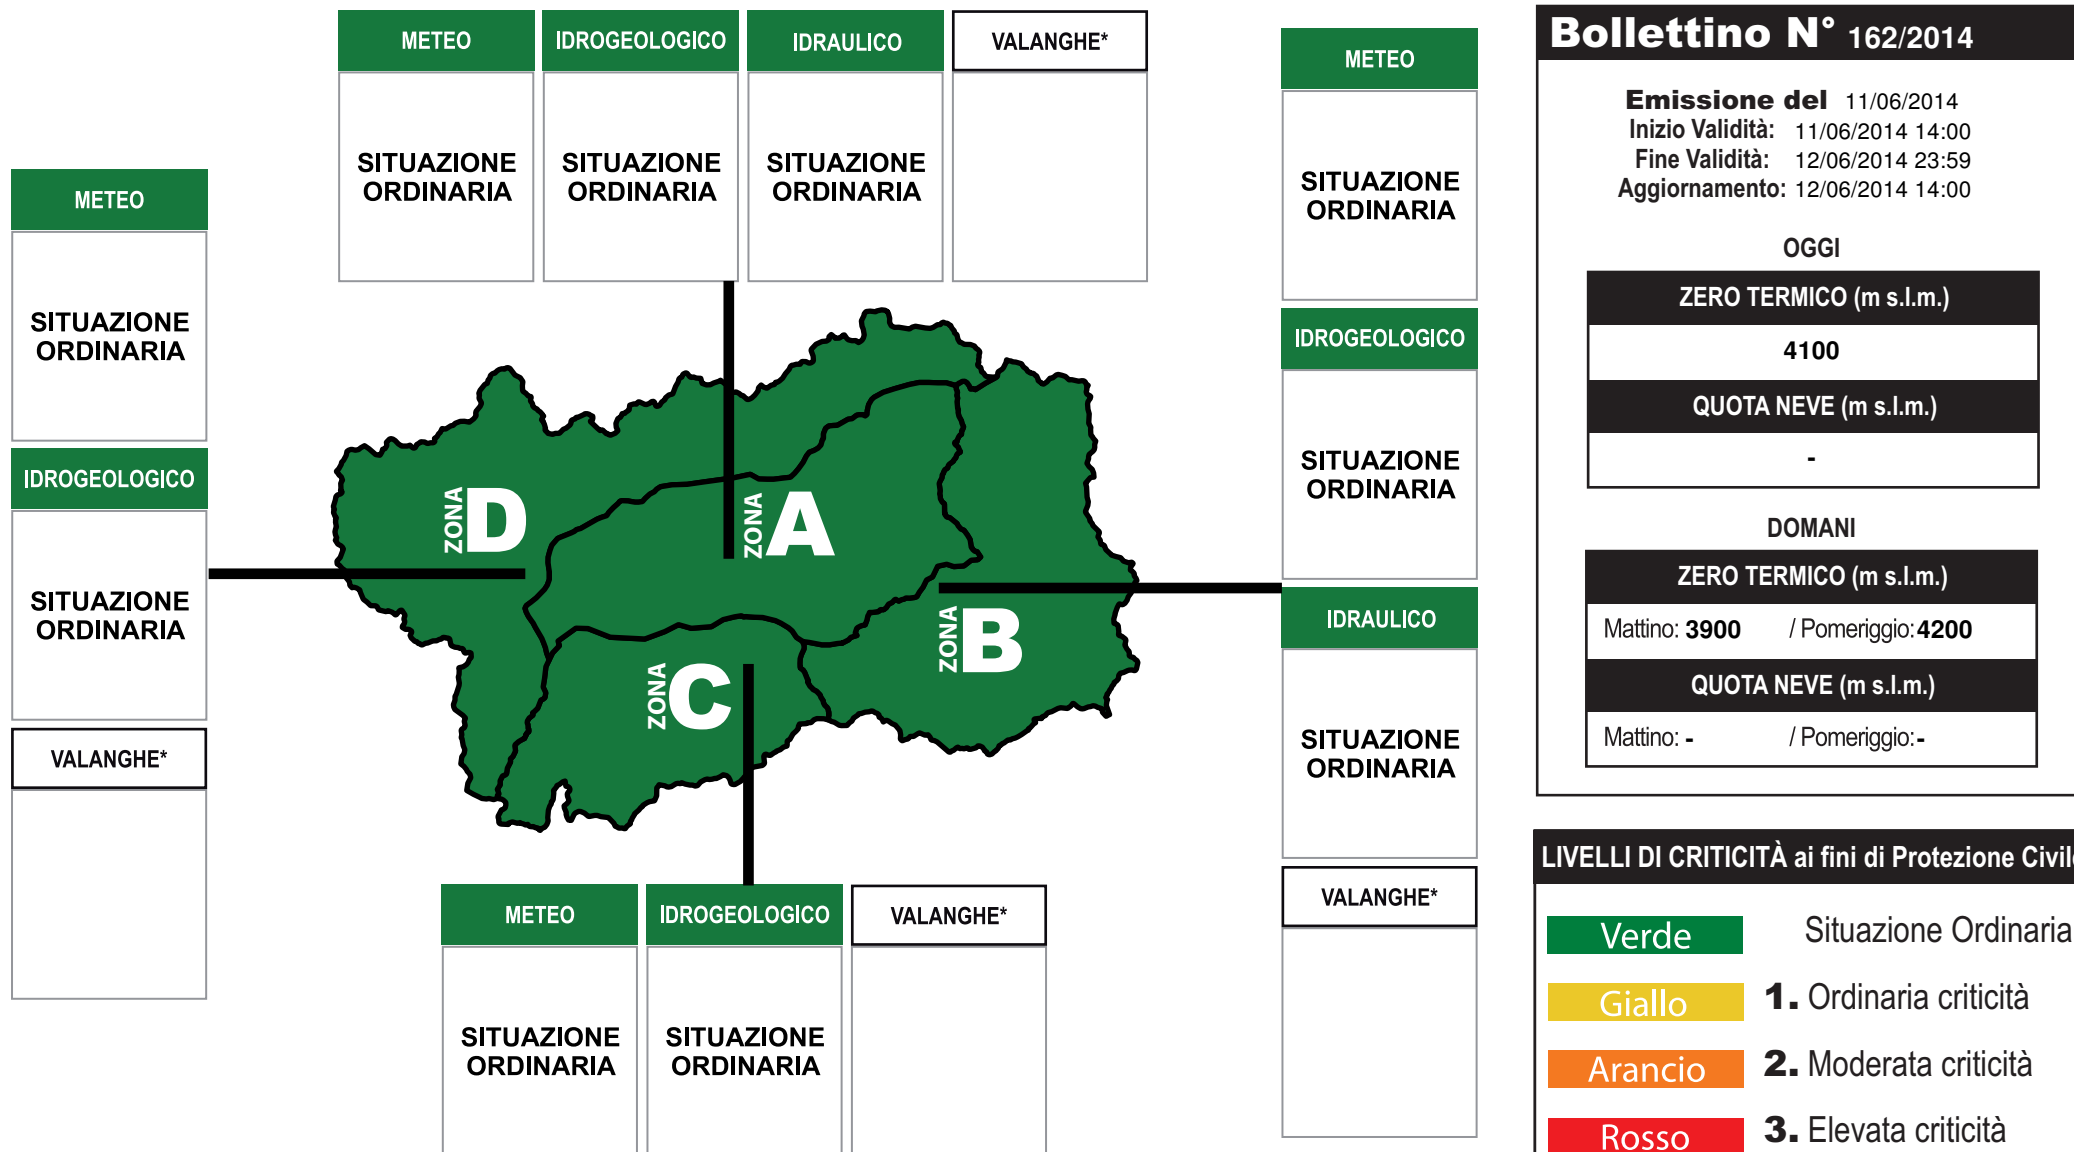 METEO
IDROGEOLOGICO
IDRAULICO
VALANGHE*
SITUAZIONE
ORDINARIA
SITUAZIONE
ORDINARIA
SITUAZIONE
ORDINARIA
METEO
SITUAZIONE
ORDINARIA
IDROGEOLOGICO
SITUAZIONE
ORDINARIA
VALANGHE*
ZONA D
ZONA A
ZONA B
ZONA C
METEO
SITUAZIONE
ORDINARIA
IDROGEOLOGICO
SITUAZIONE
ORDINARIA
IDRAULICO
SITUAZIONE
ORDINARIA
VALANGHE*
METEO
IDROGEOLOGICO
VALANGHE*
SITUAZIONE
ORDINARIA
SITUAZIONE
ORDINARIA
Bollettino N° 162/2014
Emissione del 11/06/2014
Inizio Validità: 11/06/2014 14:00
Fine Validità: 12/06/2014 23:59
Aggiornamento: 12/06/2014 14:00
OGGI
ZERO TERMICO (m s.l.m.)
4100
QUOTA NEVE (m s.l.m.)
-
DOMANI
ZERO TERMICO (m s.l.m.)
Mattino: 3900 / Pomeriggio: 4200
QUOTA NEVE (m s.l.m.)
Mattino: - / Pomeriggio: -
LIVELLI DI CRITICITÀ ai fini di Protezione Civile
Verde Situazione Ordinaria
Giallo 1. Ordinaria criticità
Arancio 2. Moderata criticità
Rosso 3. Elevata criticità